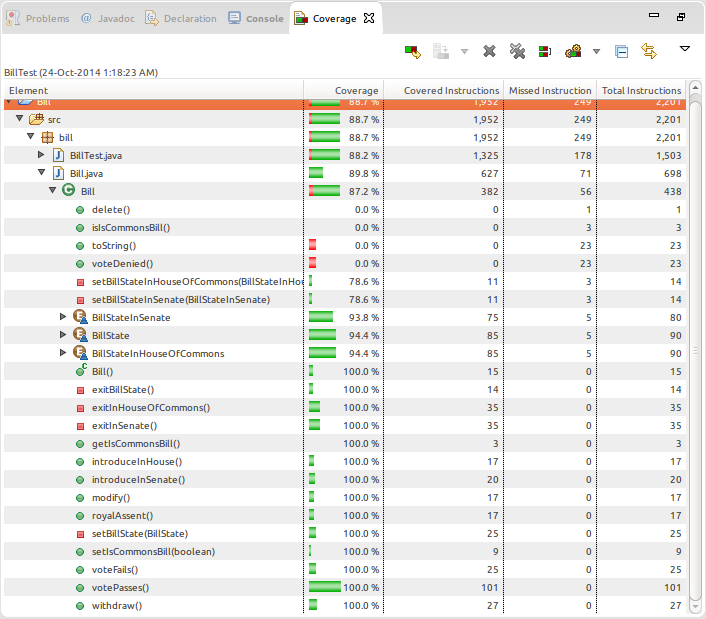 Problems @ Javadoc Declaration Console Coverage
BillTest (24-Oct-2014 1:18:23 AM)
Element Coverage Covered Instructions Missed Instruction Total Instructions
Bill 88.7 % 1,952 249 2,201
src 88.7 % 1,952 249 2,201
bill 88.7 % 1,952 249 2,201
BillTest.java 88.2 % 1,325 178 1,503
Bill.java 89.8 % 627 71 698
Bill 87.2 % 382 56 438
delete() 0.0 % 0 1 1
isIsCommonsBill() 0.0 % 0 3 3
toString() 0.0 % 0 23 23
voteDenied() 0.0 % 0 23 23
setBillStateInHouseOfCommons(BillStateInHou 78.6 % 11 3 14
setBillStateInSenate(BillStateInSenate) 78.6 % 11 3 14
BillStateInSenate 93.8 % 75 5 80
BillState 94.4 % 85 5 90
BillStateInHouseOfCommons 94.4 % 85 5 90
Bill() 100.0 % 15 0 15
exitBillState() 100.0 % 14 0 14
exitInHouseOfCommons() 100.0 % 35 0 35
exitInSenate() 100.0 % 35 0 35
getIsCommonsBill() 100.0 % 3 0 3
introduceInHouse() 100.0 % 17 0 17
introduceInSenate() 100.0 % 20 0 20
modify() 100.0 % 17 0 17
royalAssent() 100.0 % 17 0 17
setBillState(BillState) 100.0 % 25 0 25
setIsCommonsBill(boolean) 100.0 % 9 0 9
voteFails() 100.0 % 25 0 25
votePasses() 100.0 % 101 0 101
withdraw() 100.0 % 27 0 27